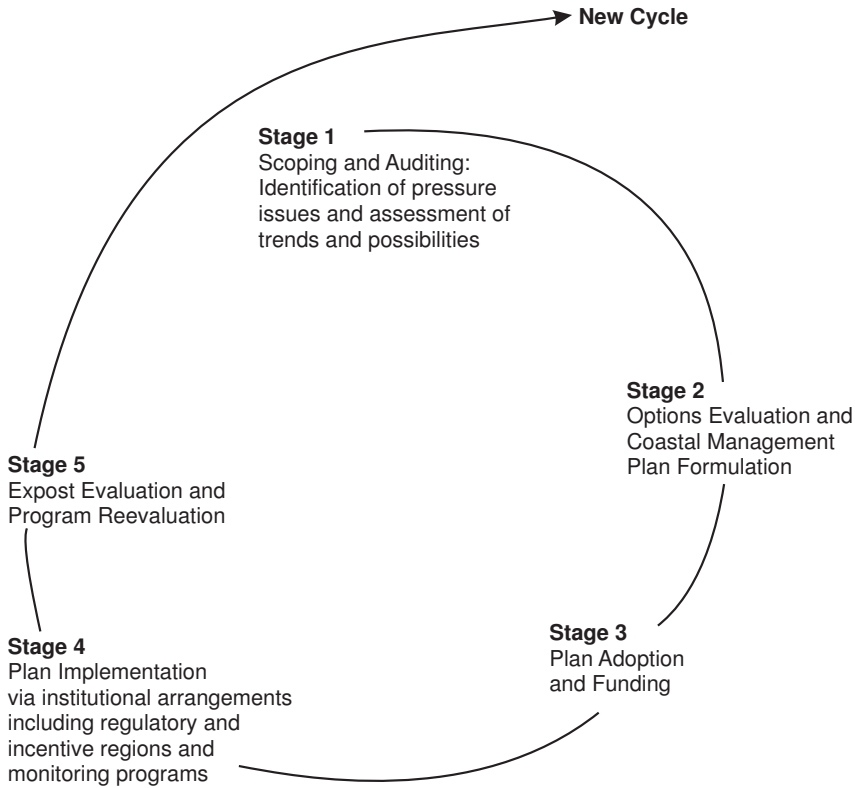 New Cycle
Stage 1
Scoping and Auditing:
Identification of pressure
issues and assessment of
trends and possibilities
Stage 2
Options Evaluation and
Coastal Management
Plan Formulation
Stage 3
Plan Adoption
and Funding
Stage 4
Plan Implementation
via institutional arrangements
including regulatory and
incentive regions and
monitoring programs
Stage 5
Expost Evaluation and
Program Reevaluation